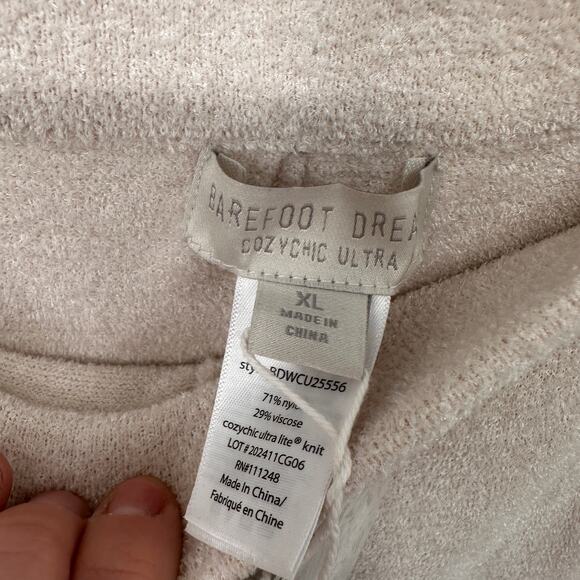 BAREFOOT DREA
COZYCHIC ULTRA
XL
MADE IN
CHINA
BDWCU25556
71% nylo
29% viscose
cozychic ultra lite® knit
LOT # 202411CG06
RN#111248
Made In China/
Fabriqué en Chine